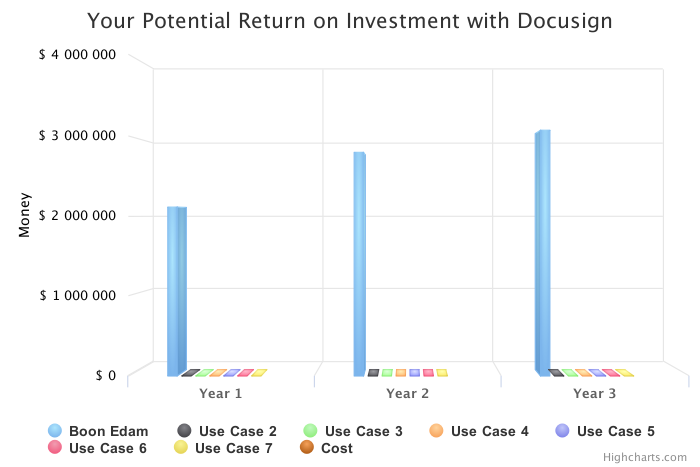 Your Potential Return on Investment with Docusign
$ 4 000 000
$ 3 000 000
$ 2 000 000
$ 1 000 000
$ 0
Money
Year 1 Year 2 Year 3
Boon Edam Use Case 2 Use Case 3 Use Case 4 Use Case 5
Use Case 6 Use Case 7 Cost
Highcharts.com